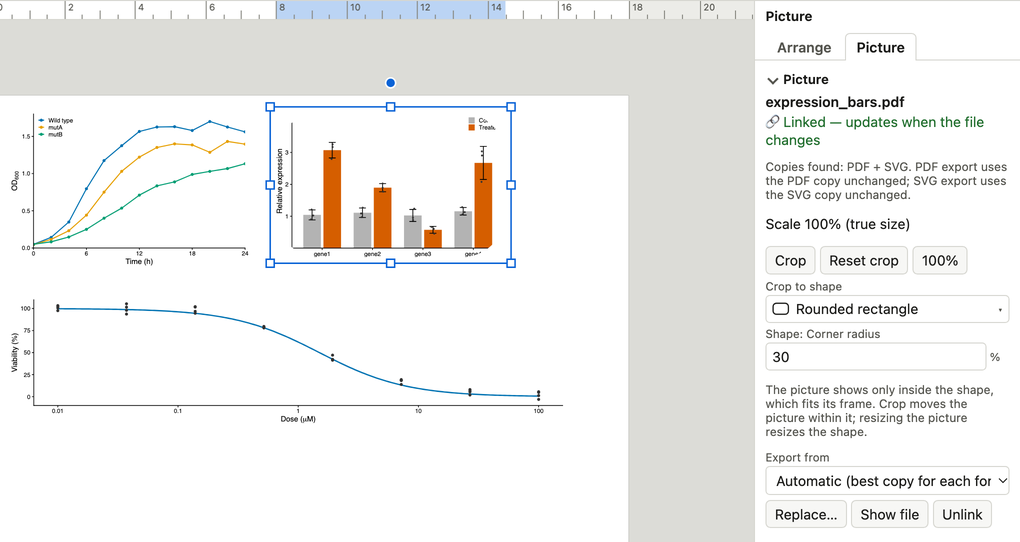 0 2 4 6 8 10 12 14 16 18 20
Wild type
mutA
mutB
OD600
1.5
1.0
0.5
0.0
0 6 12 18 24
Time (h)
Relative expression
3
2
1
gene1 gene2 gene3
Viability (%)
100
75
50
25
0
0.01 0.1 1 10 100
Dose (μM)
Picture
Arrange Picture
Picture
expression_bars.pdf
Linked — updates when the file
changes
Copies found: PDF + SVG. PDF export uses
the PDF copy unchanged; SVG export uses
the SVG copy unchanged.
Scale 100% (true size)
Crop Reset crop 100%
Crop to shape
Rounded rectangle
Shape: Corner radius
30 %
The picture shows only inside the shape,
which fits its frame. Crop moves the
picture within it; resizing the picture
resizes the shape.
Export from
Automatic (best copy for each for
Replace... Show file Unlink